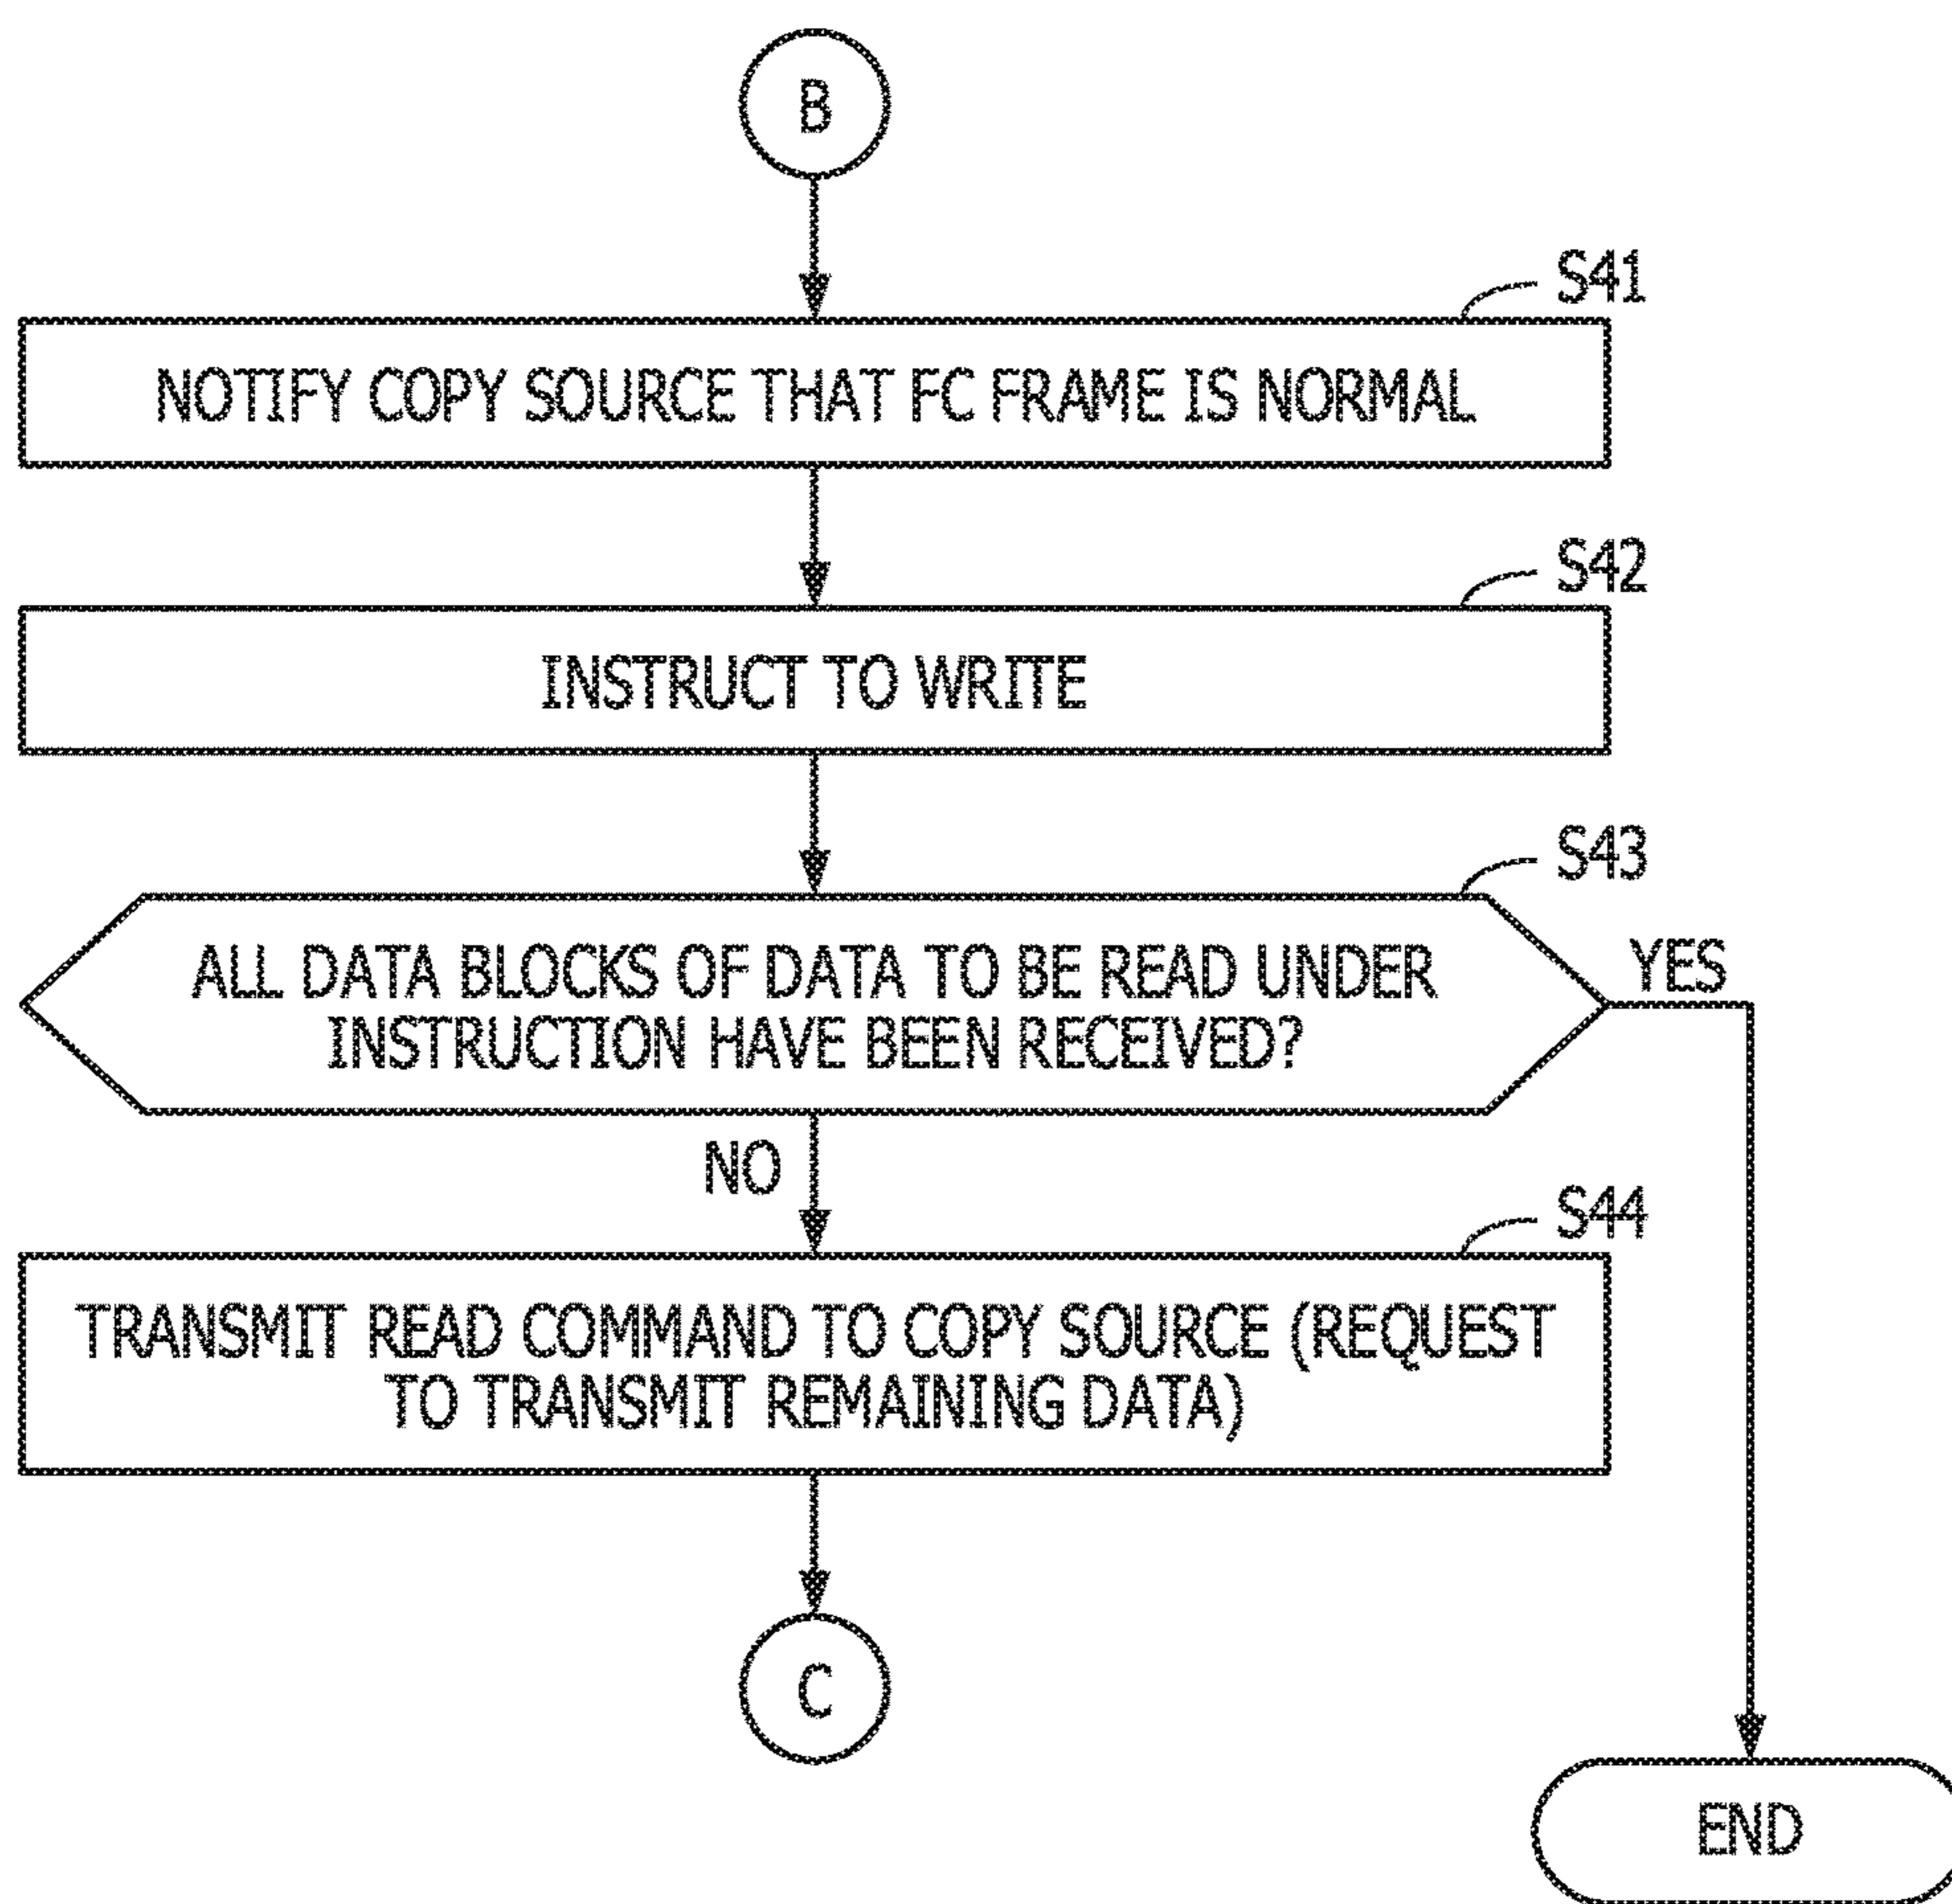 B
S41
NOTIFY COPY SOURCE THAT FC FRAME IS NORMAL
S42
INSTRUCT TO WRITE
S43
ALL DATA BLOCKS OF DATA TO BE READ UNDER
INSTRUCTION HAVE BEEN RECEIVED?
YES
NO
S44
TRANSMIT READ COMMAND TO COPY SOURCE (REQUEST
TO TRANSMIT REMAINING DATA)
C
END